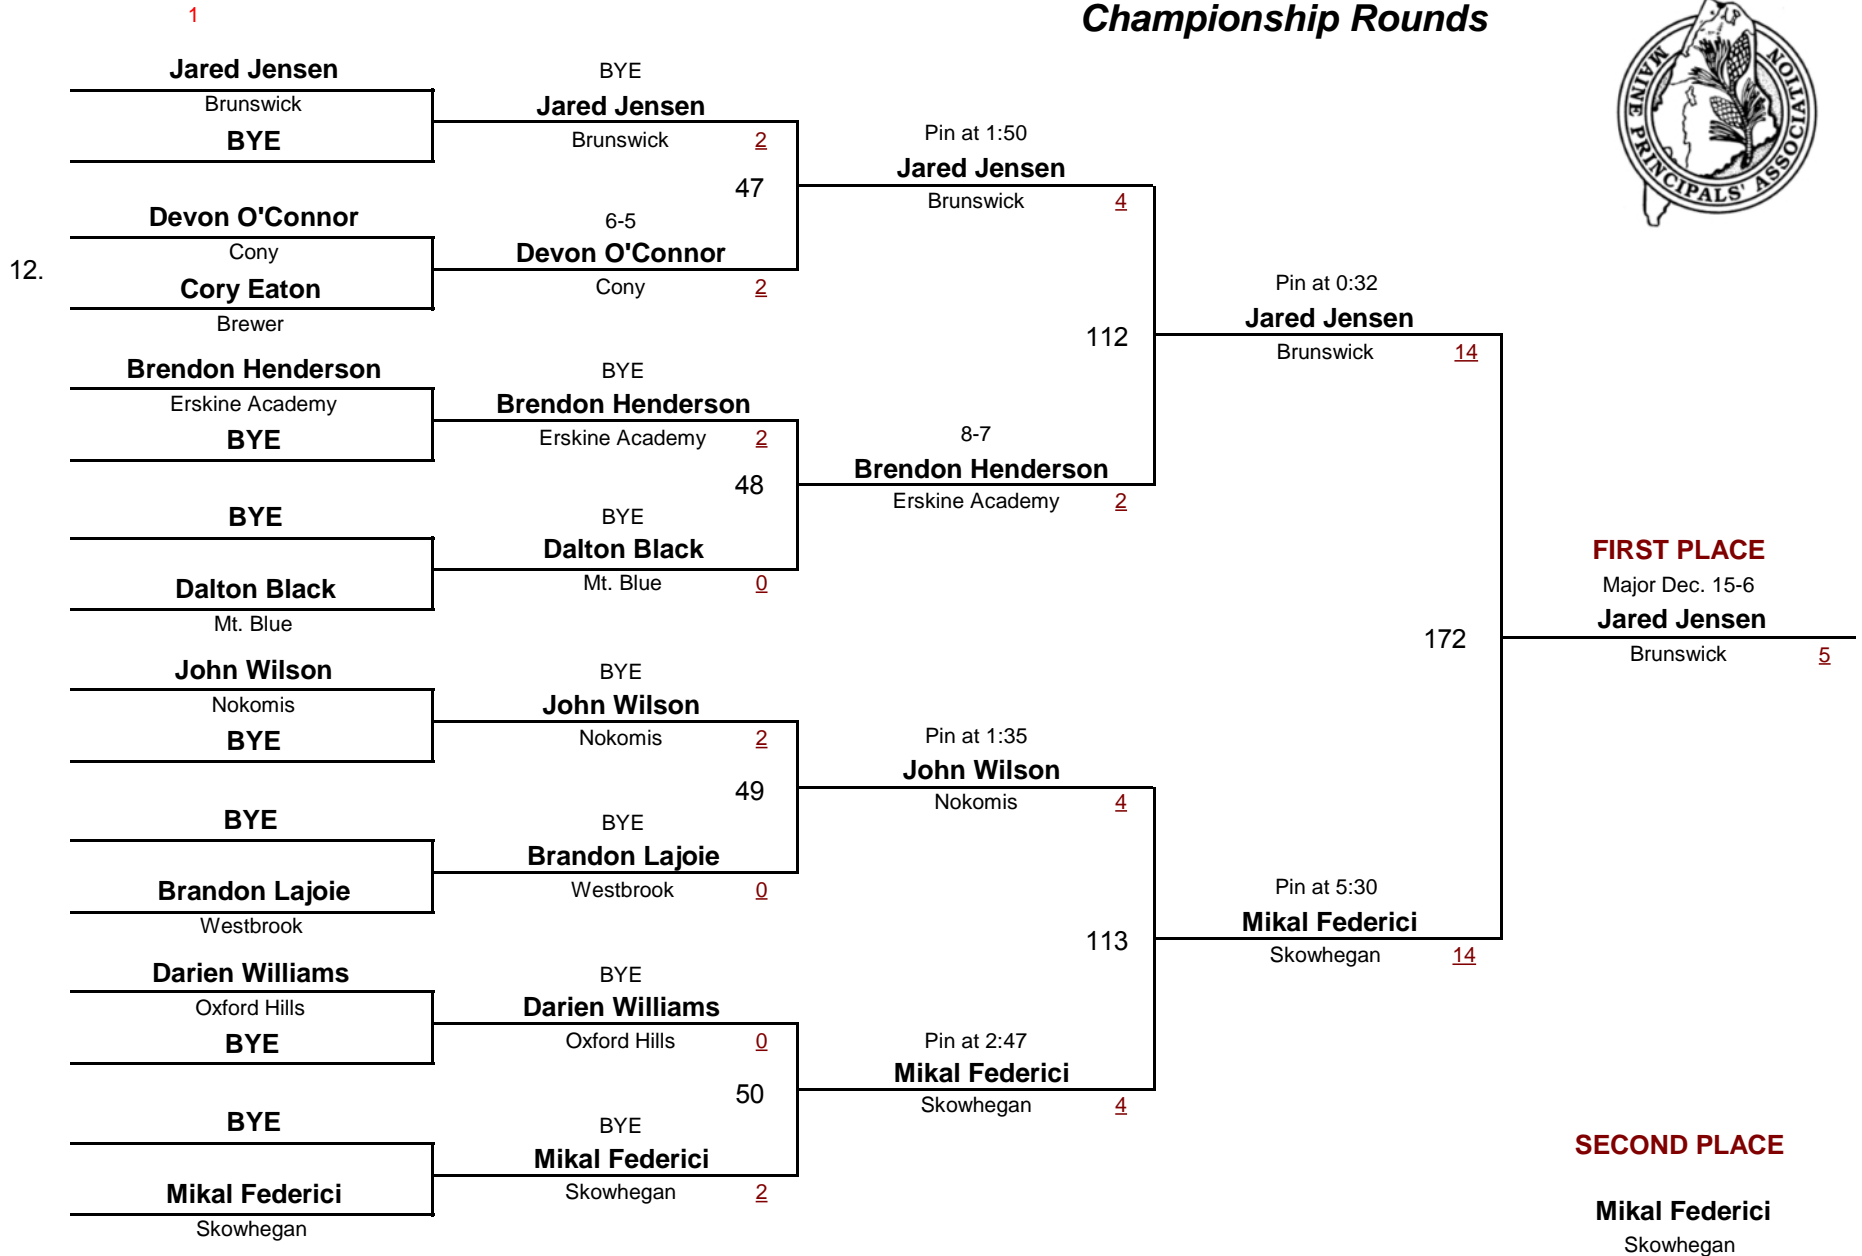 1
Championship Rounds
MAINE PRINCIPALS' ASSOCIATION
Jared Jensen
Brunswick
BYE
12.
Devon O'Connor
Cony
Cory Eaton
Brewer
Brendon Henderson
Erskine Academy
BYE
BYE
Dalton Black
Mt. Blue
John Wilson
Nokomis
BYE
BYE
Brandon Lajoie
Westbrook
Darien Williams
Oxford Hills
BYE
BYE
Mikal Federici
Skowhegan
BYE
Jared Jensen
Brunswick 2
47
6-5
Devon O'Connor
Cony 2
BYE
Brendon Henderson
Erskine Academy 2
48
BYE
Dalton Black
Mt. Blue 0
BYE
John Wilson
Nokomis 2
49
BYE
Brandon Lajoie
Westbrook 0
BYE
Darien Williams
Oxford Hills 0
50
BYE
Mikal Federici
Skowhegan 2
Pin at 1:50
Jared Jensen
Brunswick 4
112
8-7
Brendon Henderson
Erskine Academy 2
Pin at 1:35
John Wilson
Nokomis 4
113
Pin at 2:47
Mikal Federici
Skowhegan 4
Pin at 0:32
Jared Jensen
Brunswick 14
172
Pin at 5:30
Mikal Federici
Skowhegan 14
FIRST PLACE
Major Dec. 15-6
Jared Jensen
Brunswick 5
SECOND PLACE
Mikal Federici
Skowhegan